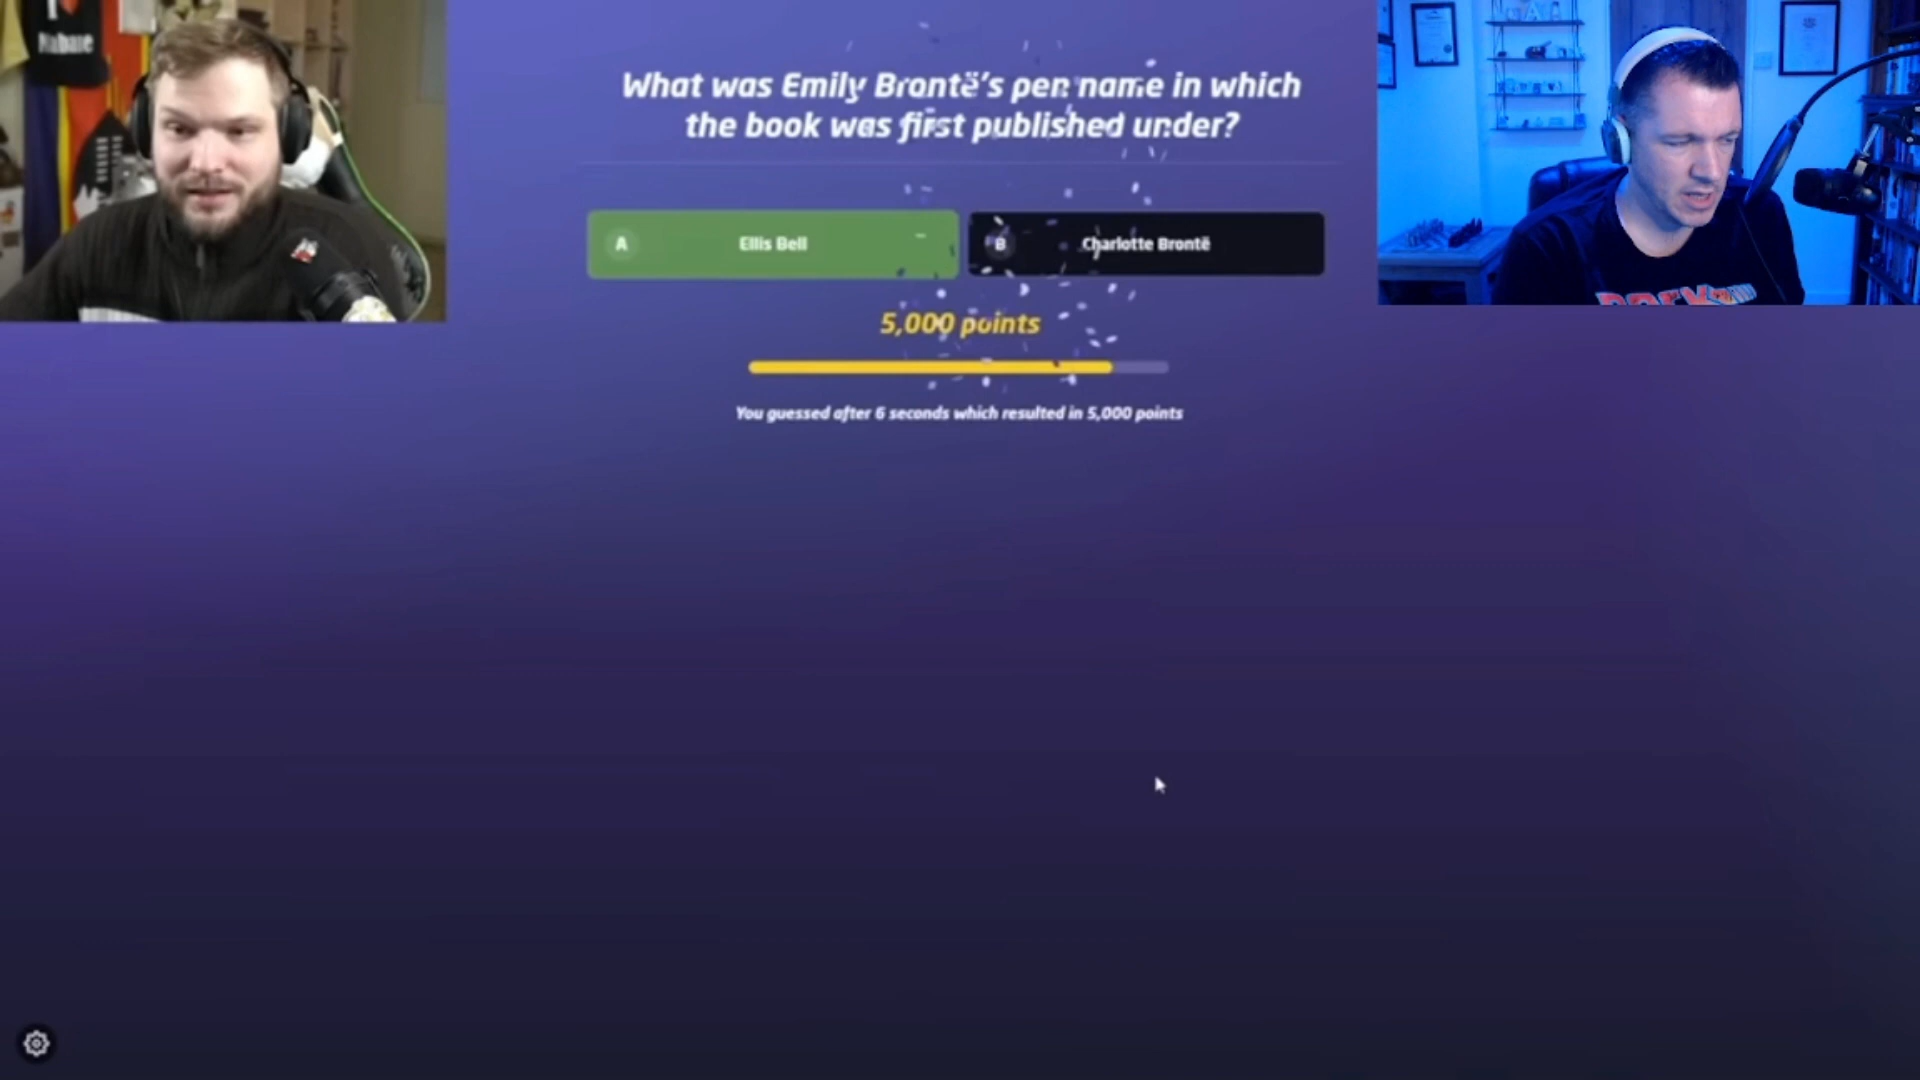 What was Emily Brontë's pen name in which
the book was first published under?
A Ellis Bell
B Charlotte Brontë
5,000 points
You guessed after 6 seconds which resulted in 5,000 points